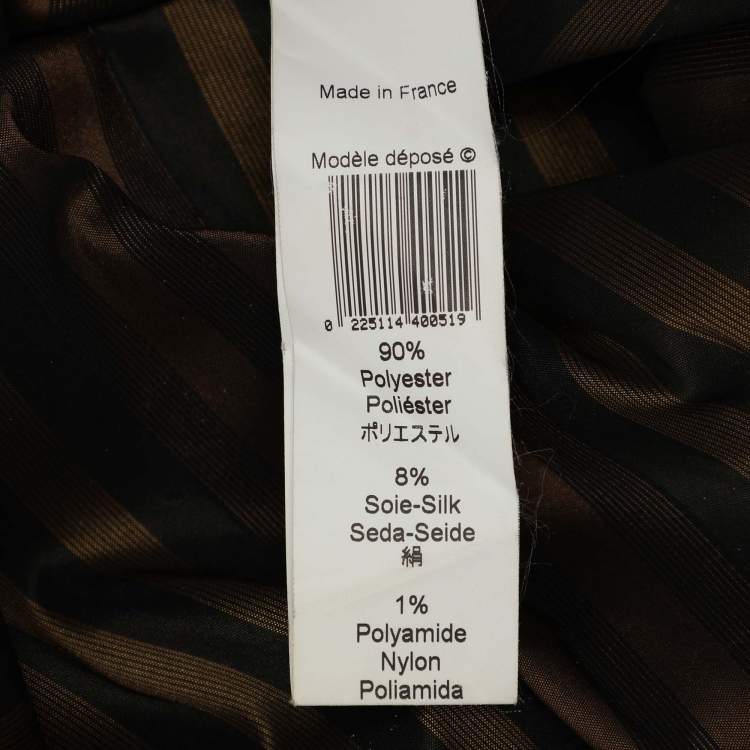 Made in France
Modèle déposé ©
0 225114 400519
90%
Polyester
Poliéster
ポリエステル
8%
Soie-Silk
Seda-Seide
絹
1%
Polyamide
Nylon
Poliamida